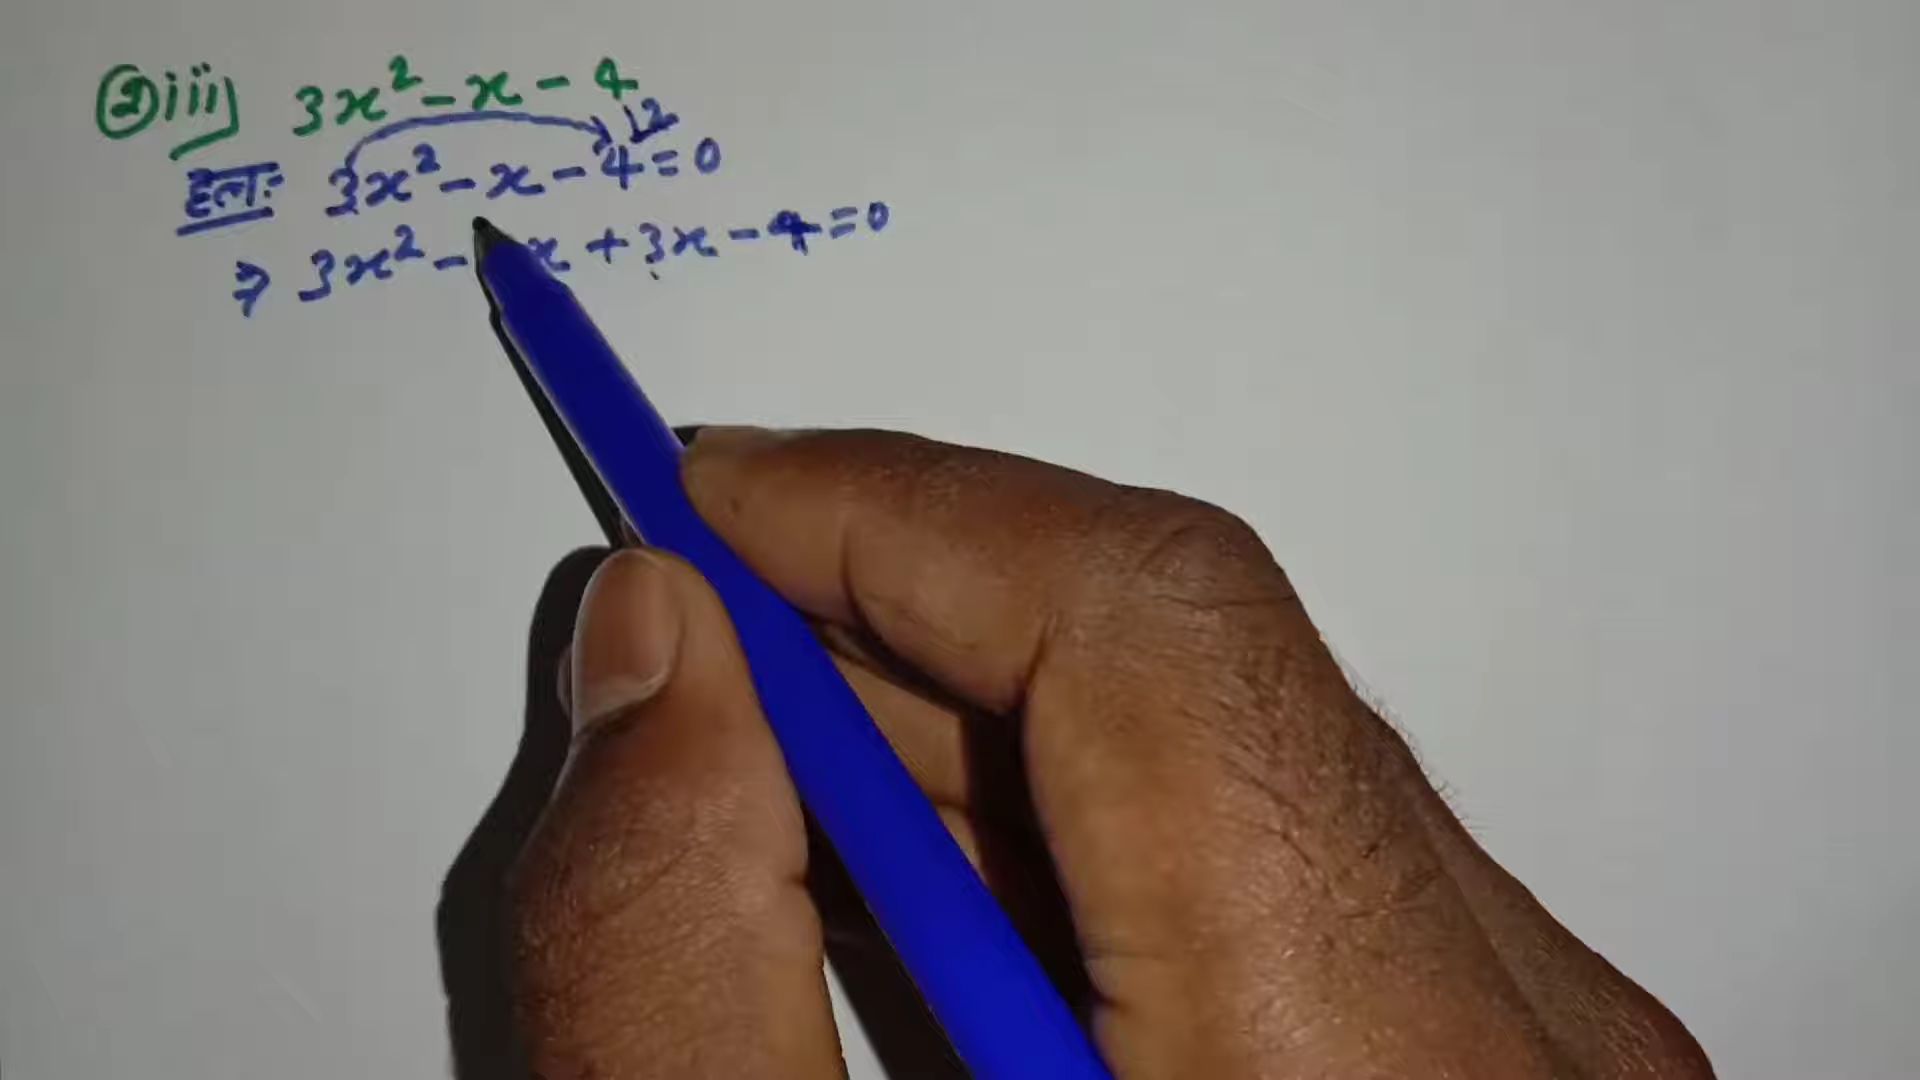 ② iii) 3x² - x - 4
12
हल: 3x² - x - 4 = 0
⇒ 3x² - x + 3x - 4 = 0